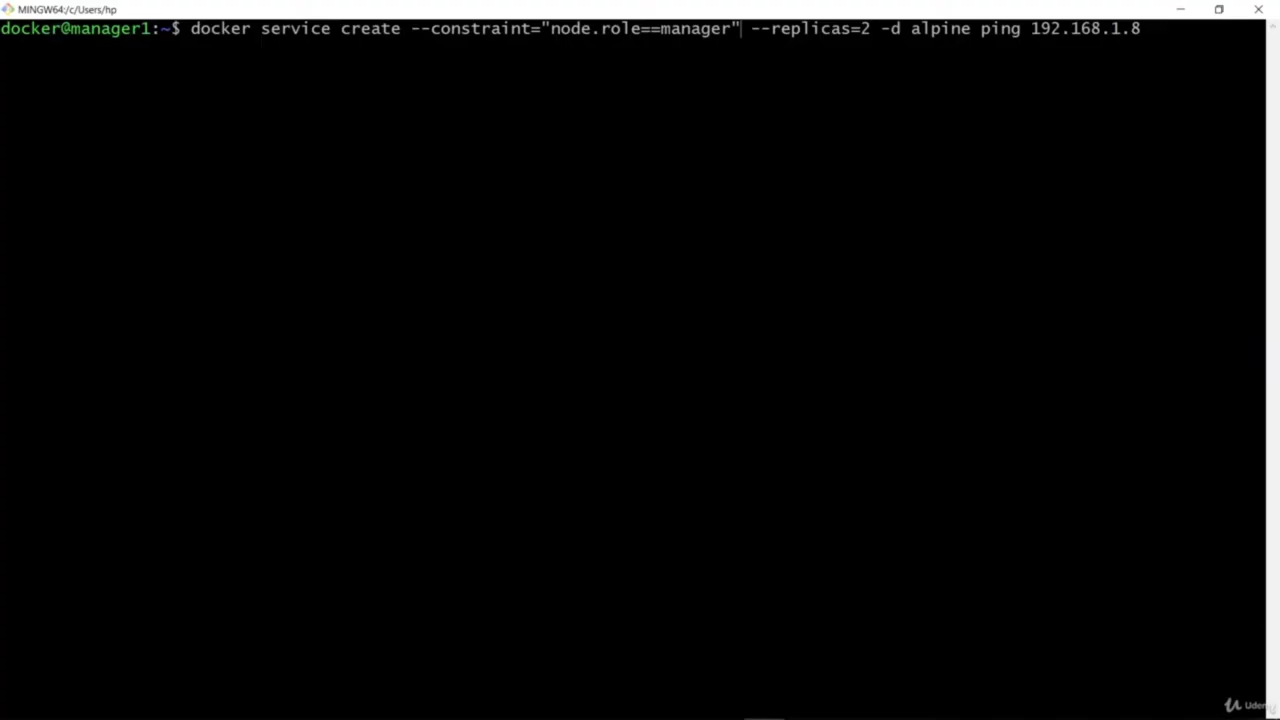 MINGW64:/c/Users/hp
docker@manager1:~$ docker service create --constraint="node.role==manager" --replicas=2 -d alpine ping 192.168.1.8